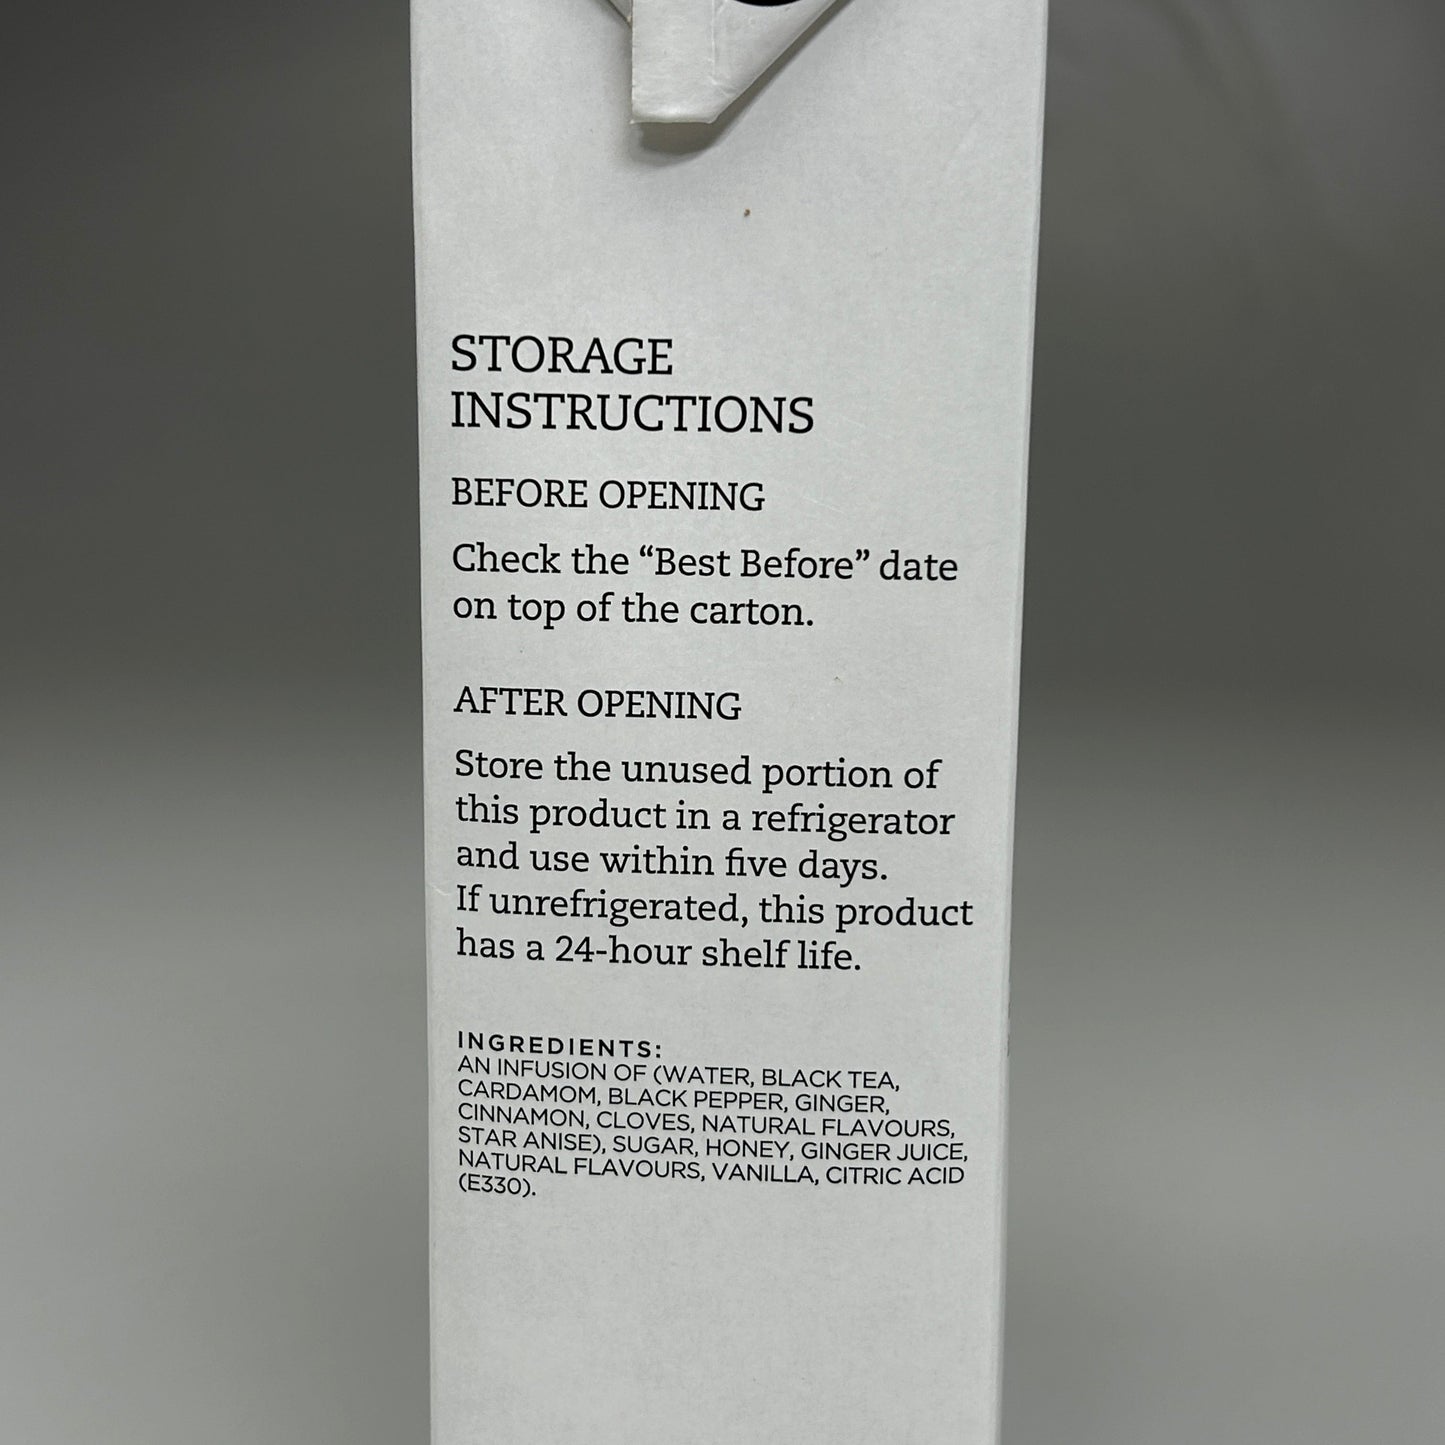 STORAGE
INSTRUCTIONS
BEFORE OPENING
Check the “Best Before” date
on top of the carton.
AFTER OPENING
Store the unused portion of
this product in a refrigerator
and use within five days.
If unrefrigerated, this product
has a 24-hour shelf life.
INGREDIENTS:
AN INFUSION OF (WATER, BLACK TEA,
CARDAMOM, BLACK PEPPER, GINGER,
CINNAMON, CLOVES, NATURAL FLAVOURS,
STAR ANISE), SUGAR, HONEY, GINGER JUICE,
NATURAL FLAVOURS, VANILLA, CITRIC ACID
(E330).